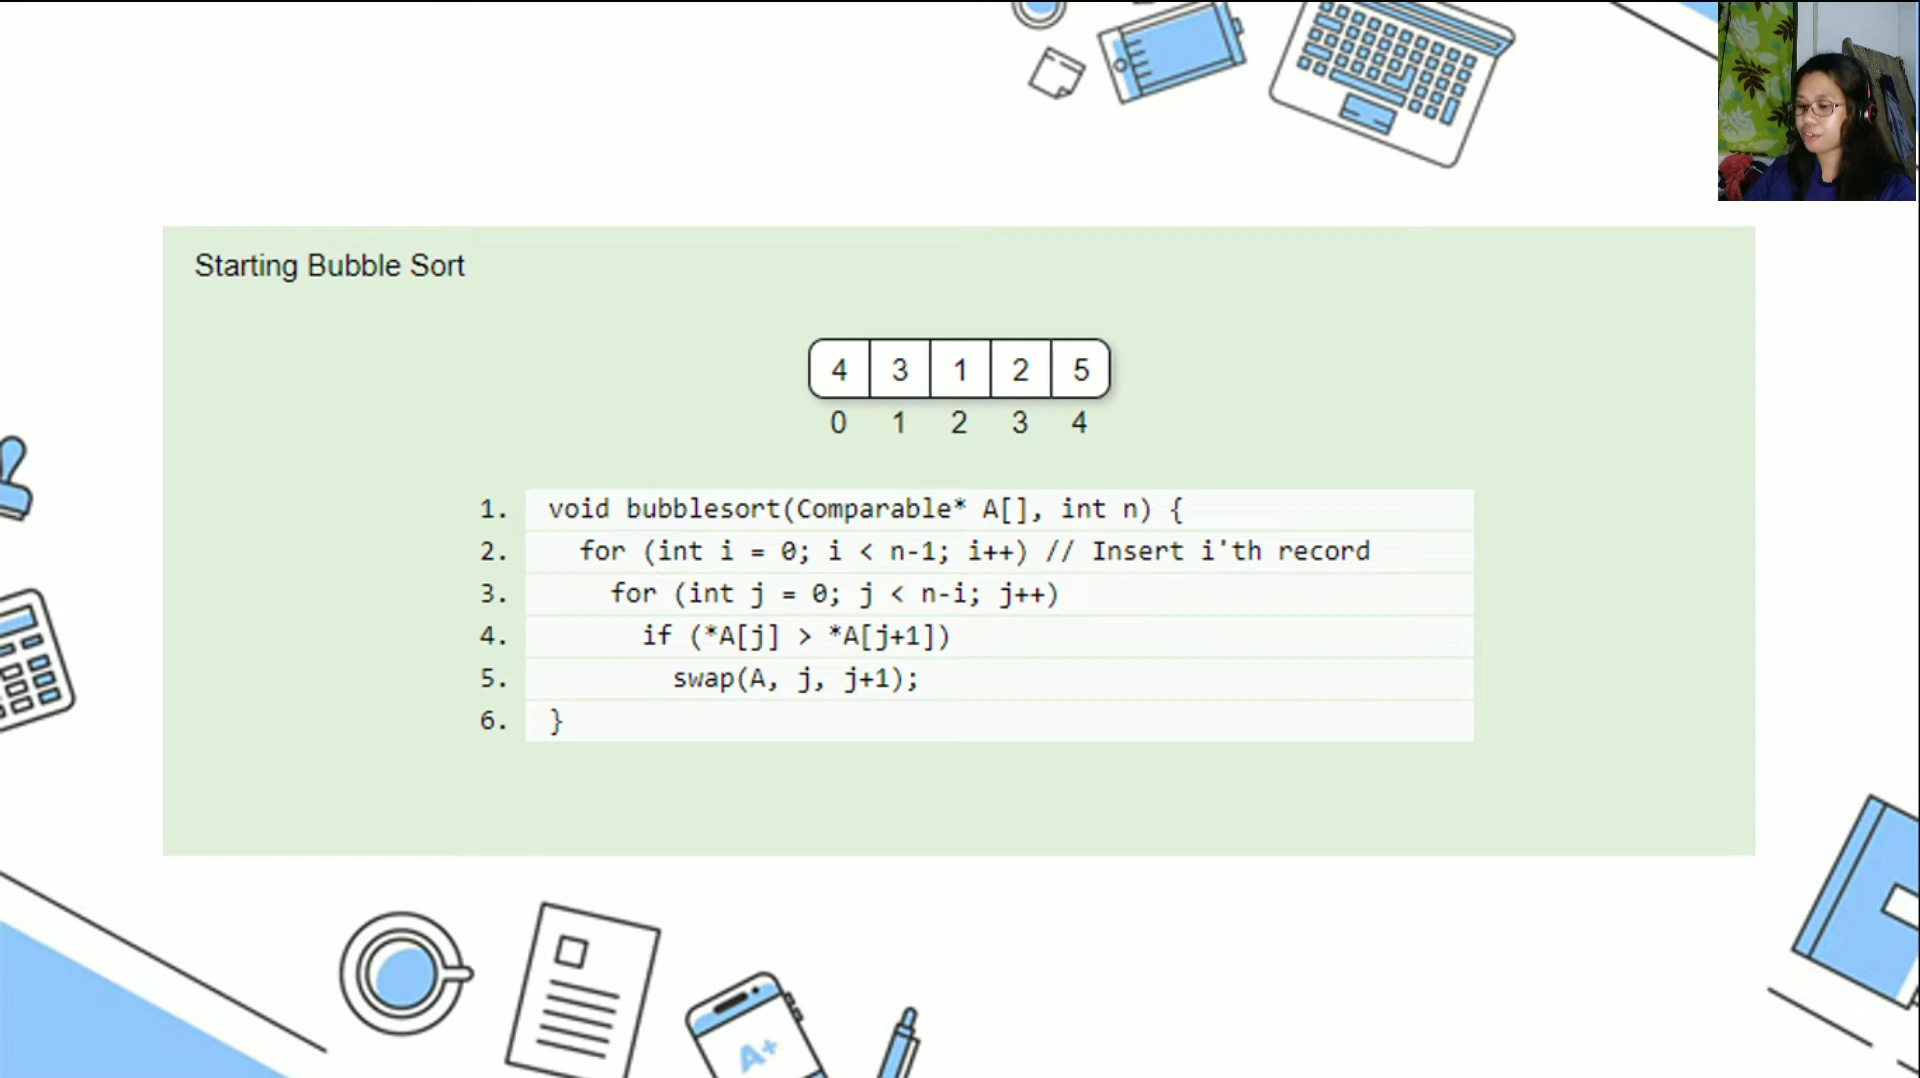 Starting Bubble Sort
4 3 1 2 5
0 1 2 3 4
1. void bubblesort(Comparable* A[], int n) {
2. for (int i = 0; i < n-1; i++) // Insert i'th record
3. for (int j = 0; j < n-i; j++)
4. if (*A[j] > *A[j+1])
5. swap(A, j, j+1);
6. }
A+